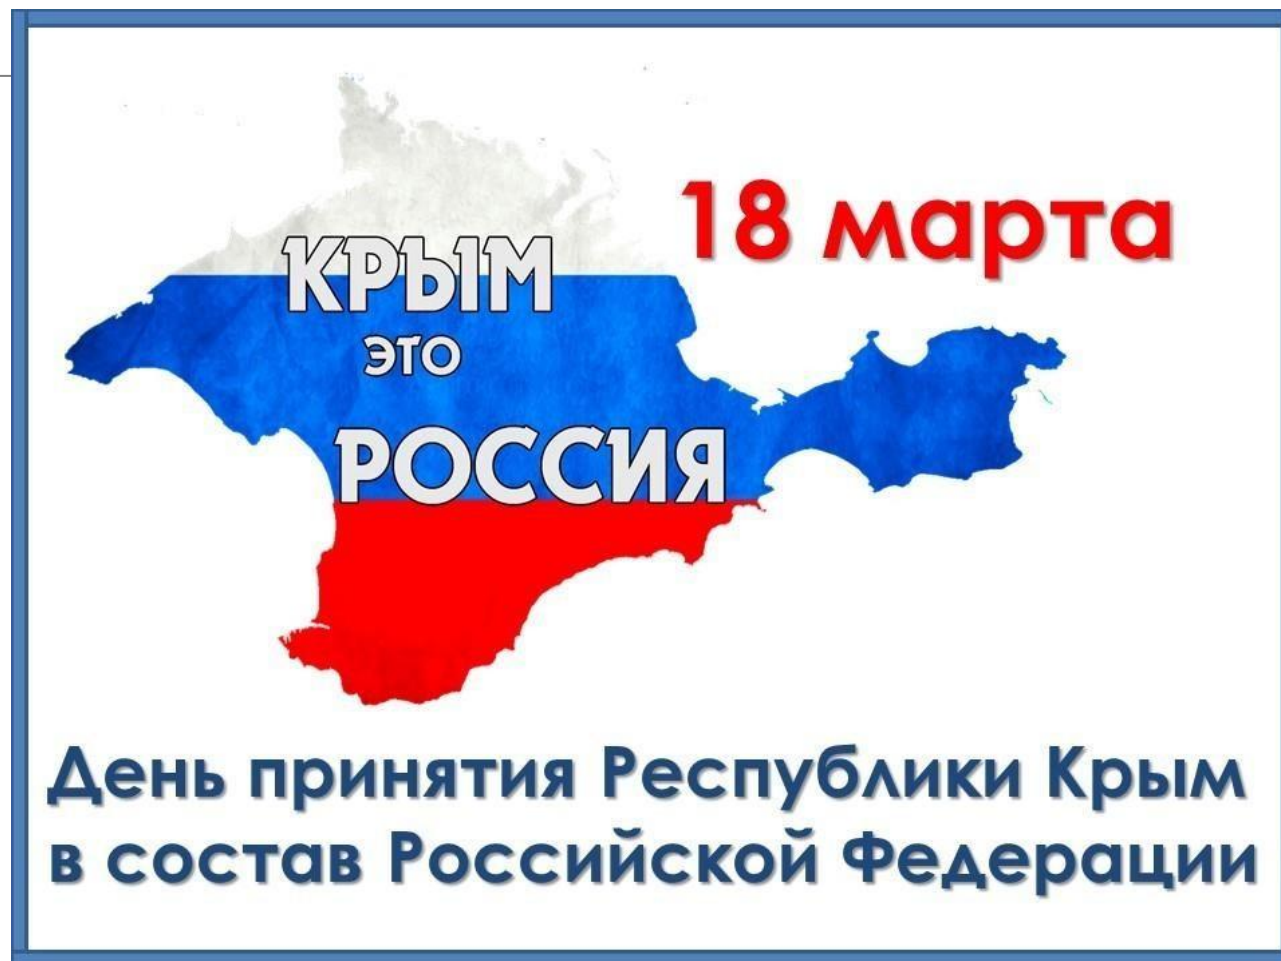 18 марта
КРЫМ
ЭТО
РОССИЯ
День принятия Республики Крым
в состав Российской Федерации